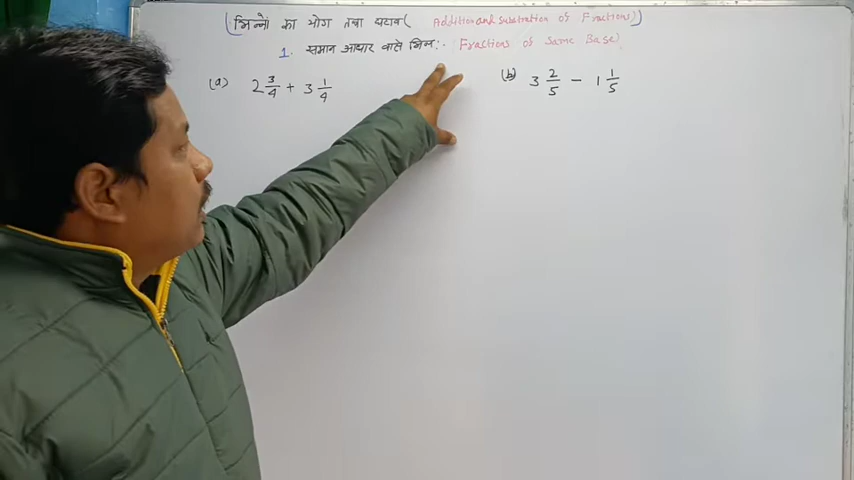 (भिन्नो का योग तथा घटाव ( Addition and Substration of Fractions)
1. समान आधार वाले भिन्न :- Fractions of Same Base)
(a) 2 3/4 + 3 1/4 (b) 3 2/5 - 1 1/5